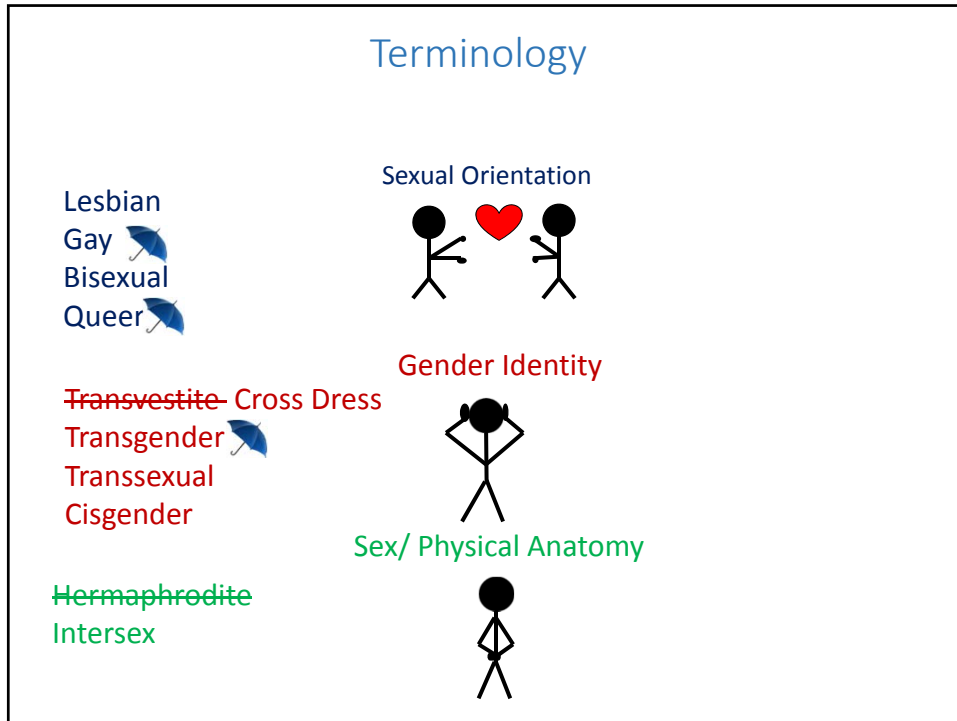 Terminology
Sexual Orientation
Lesbian
Gay
Bisexual
Queer
Gender Identity
Transvestite Cross Dress
Transgender
Transsexual
Cisgender
Sex/ Physical Anatomy
Hermaphrodite
Intersex